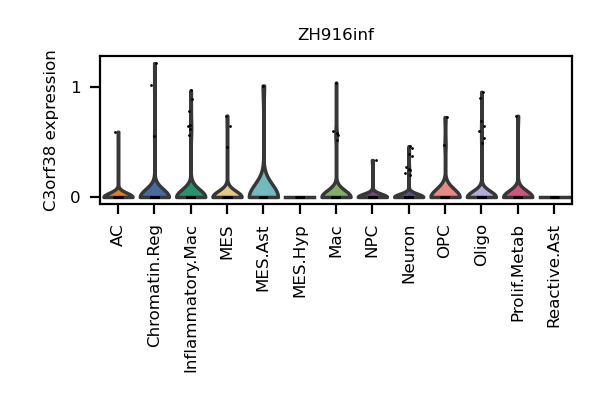 ZH916inf
C3orf38 expression
1
0
AC
Chromatin.Reg
Inflammatory.Mac
MES
MES.Ast
MES.Hyp
Mac
NPC
Neuron
OPC
Oligo
Prolif.Metab
Reactive.Ast